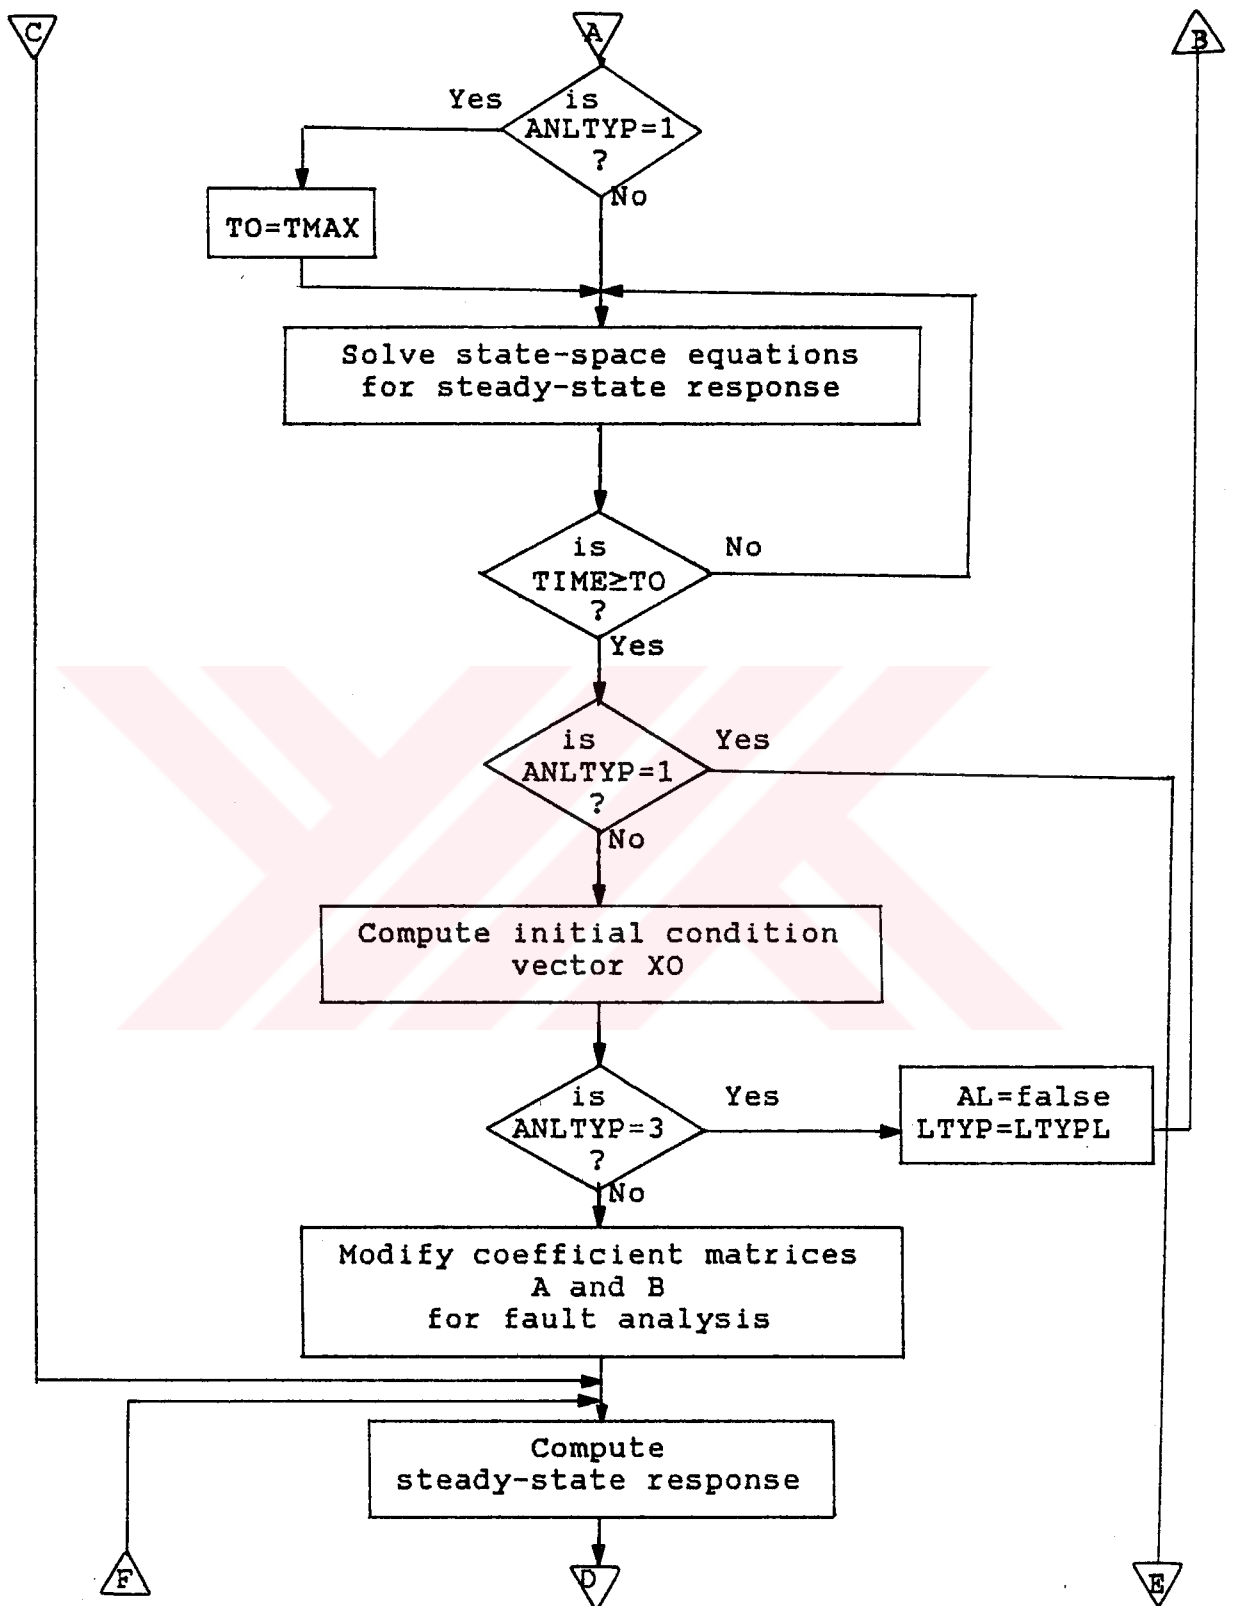 C
A
B
Yes
is
ANLTYP=1
?
No
TO=TMAX
Solve state-space equations
for steady-state response
is
TIME≥TO
?
No
Yes
is
ANLTYP=1
?
Yes
No
Compute initial condition
vector XO
is
ANLTYP=3
?
Yes
No
AL=false
LTYP=LTYPL
Modify coefficient matrices
A and B
for fault analysis
Compute
steady-state response
F
D
E